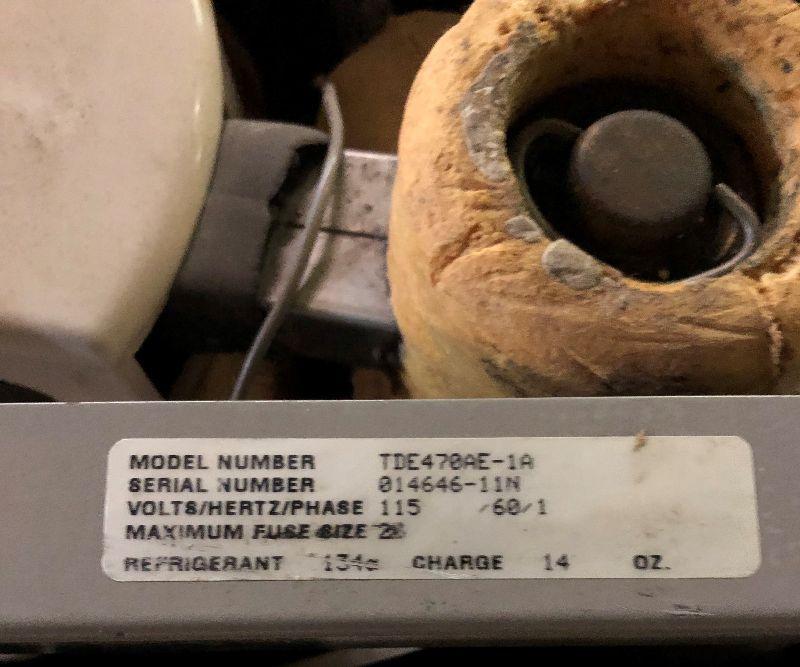 MODEL NUMBER TDE470AE-1A
SERIAL NUMBER 014646-11N
VOLTS/HERTZ/PHASE 115 /60/1
MAXIMUM FUSE SIZE
REFRIGERANT 134a CHARGE 14 OZ.